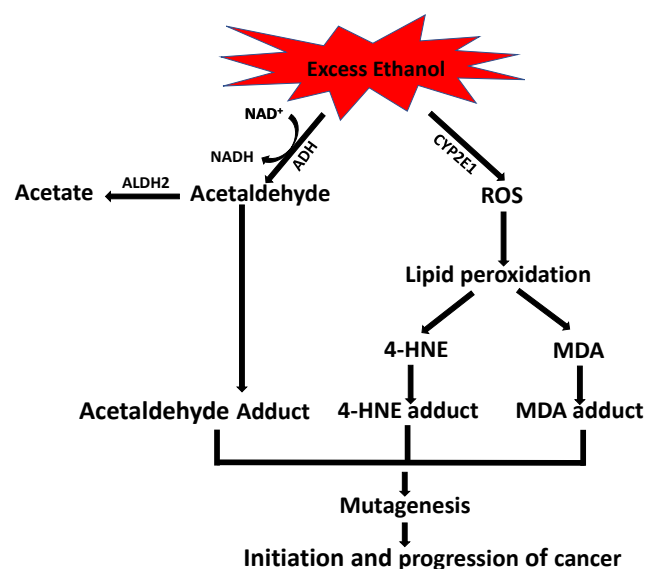 Excess Ethanol
NAD⁺
NADH
ADH
CYP2E1
Acetate
ALDH2
Acetaldehyde
ROS
Lipid peroxidation
4-HNE
MDA
Acetaldehyde Adduct
4-HNE adduct
MDA adduct
Mutagenesis
Initiation and progression of cancer